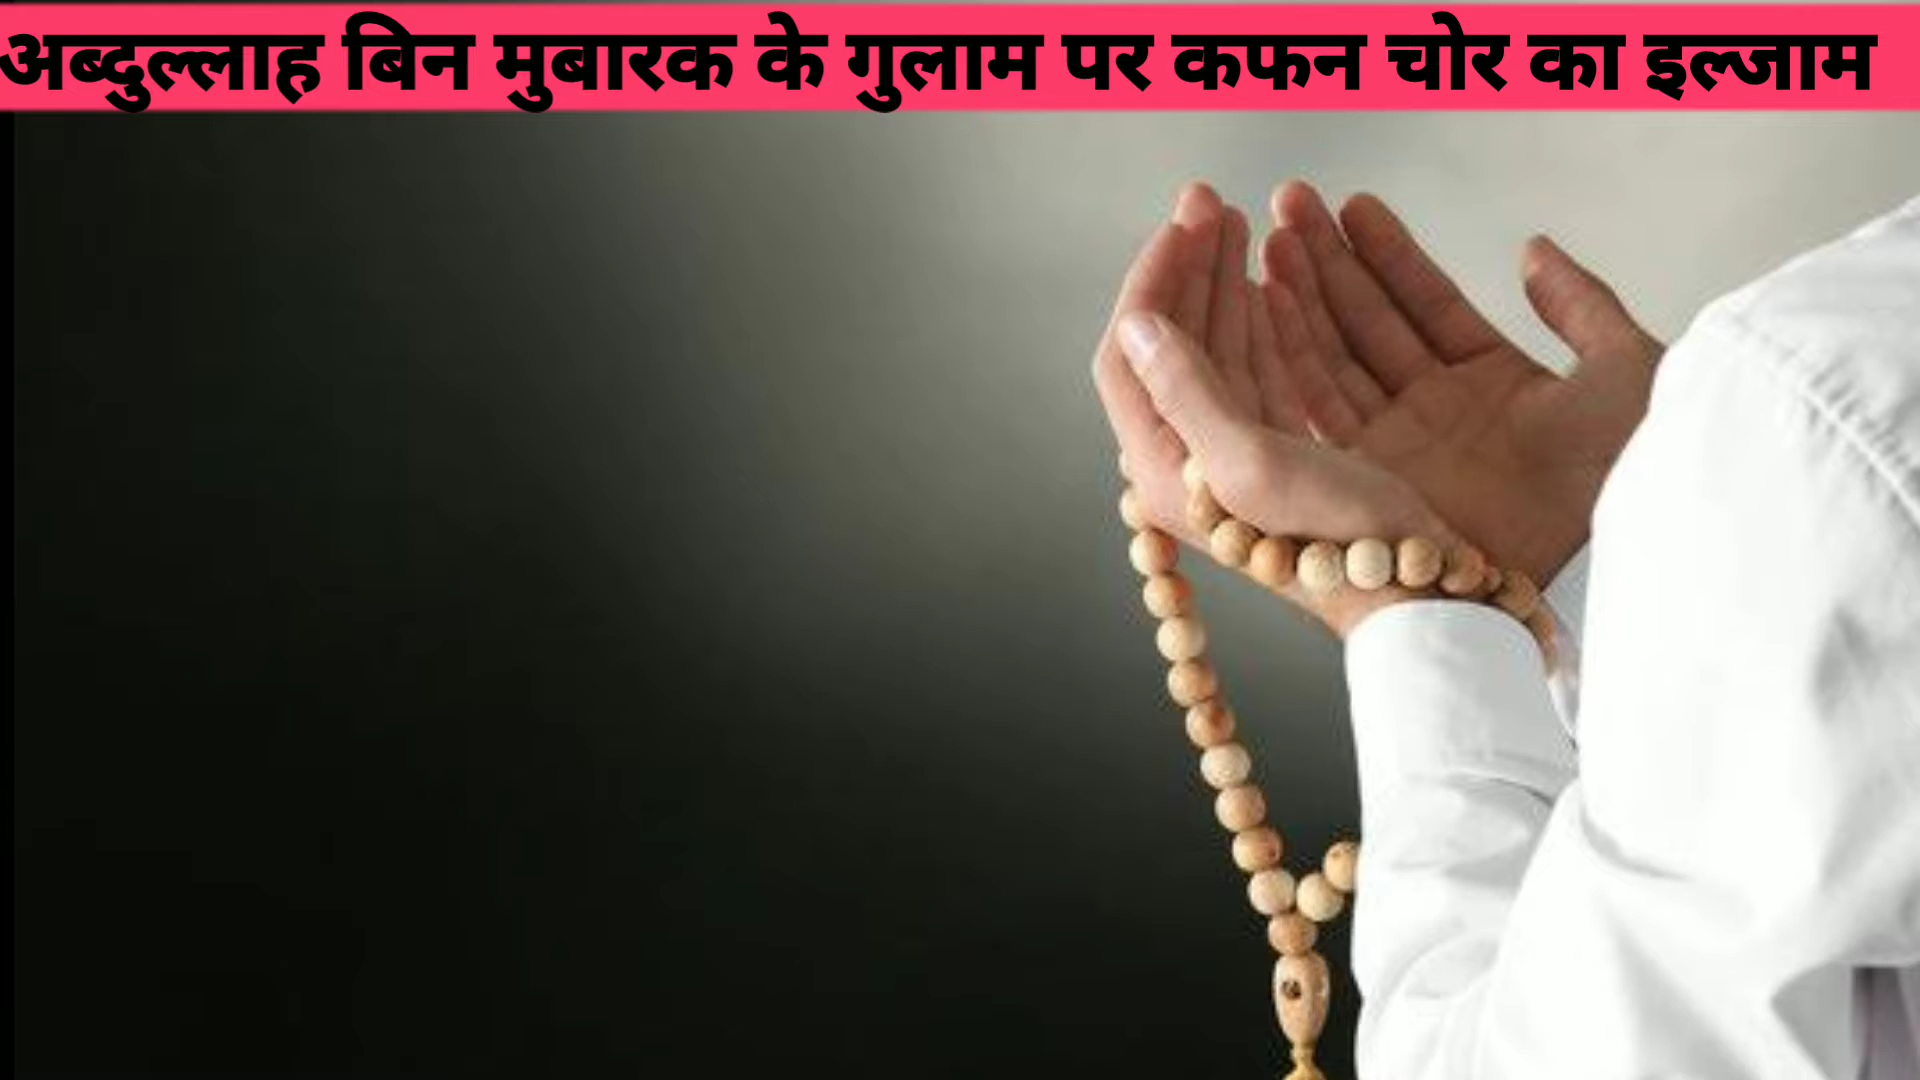 अब्दुल्लाह बिन मुबारक के गुलाम पर कफन चोर का इल्जाम